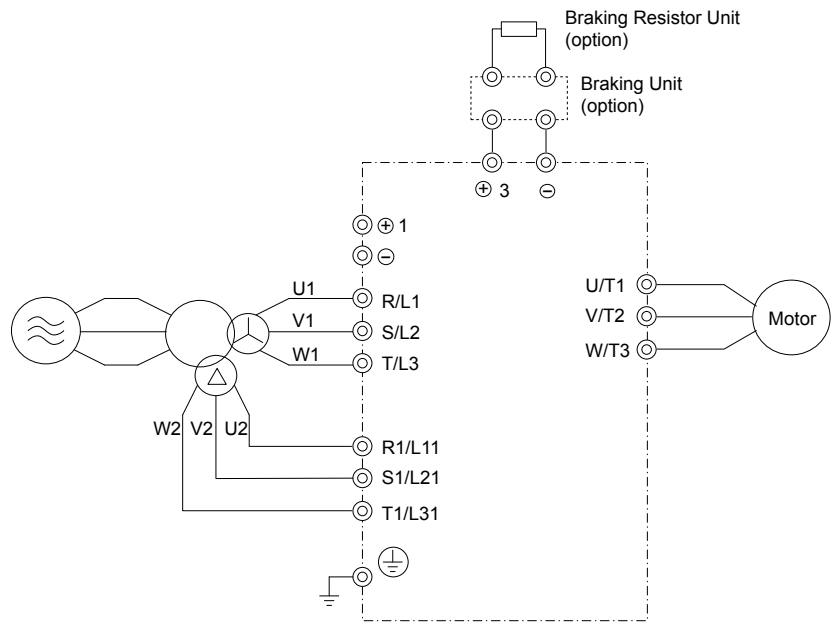 Braking Resistor Unit
(option)
Braking Unit
(option)
⊕ 3
⊖
⊕ 1
⊖
U1
R/L1
V1
S/L2
W1
T/L3
U/T1
V/T2
W/T3
Motor
W2
V2
U2
R1/L11
S1/L21
T1/L31